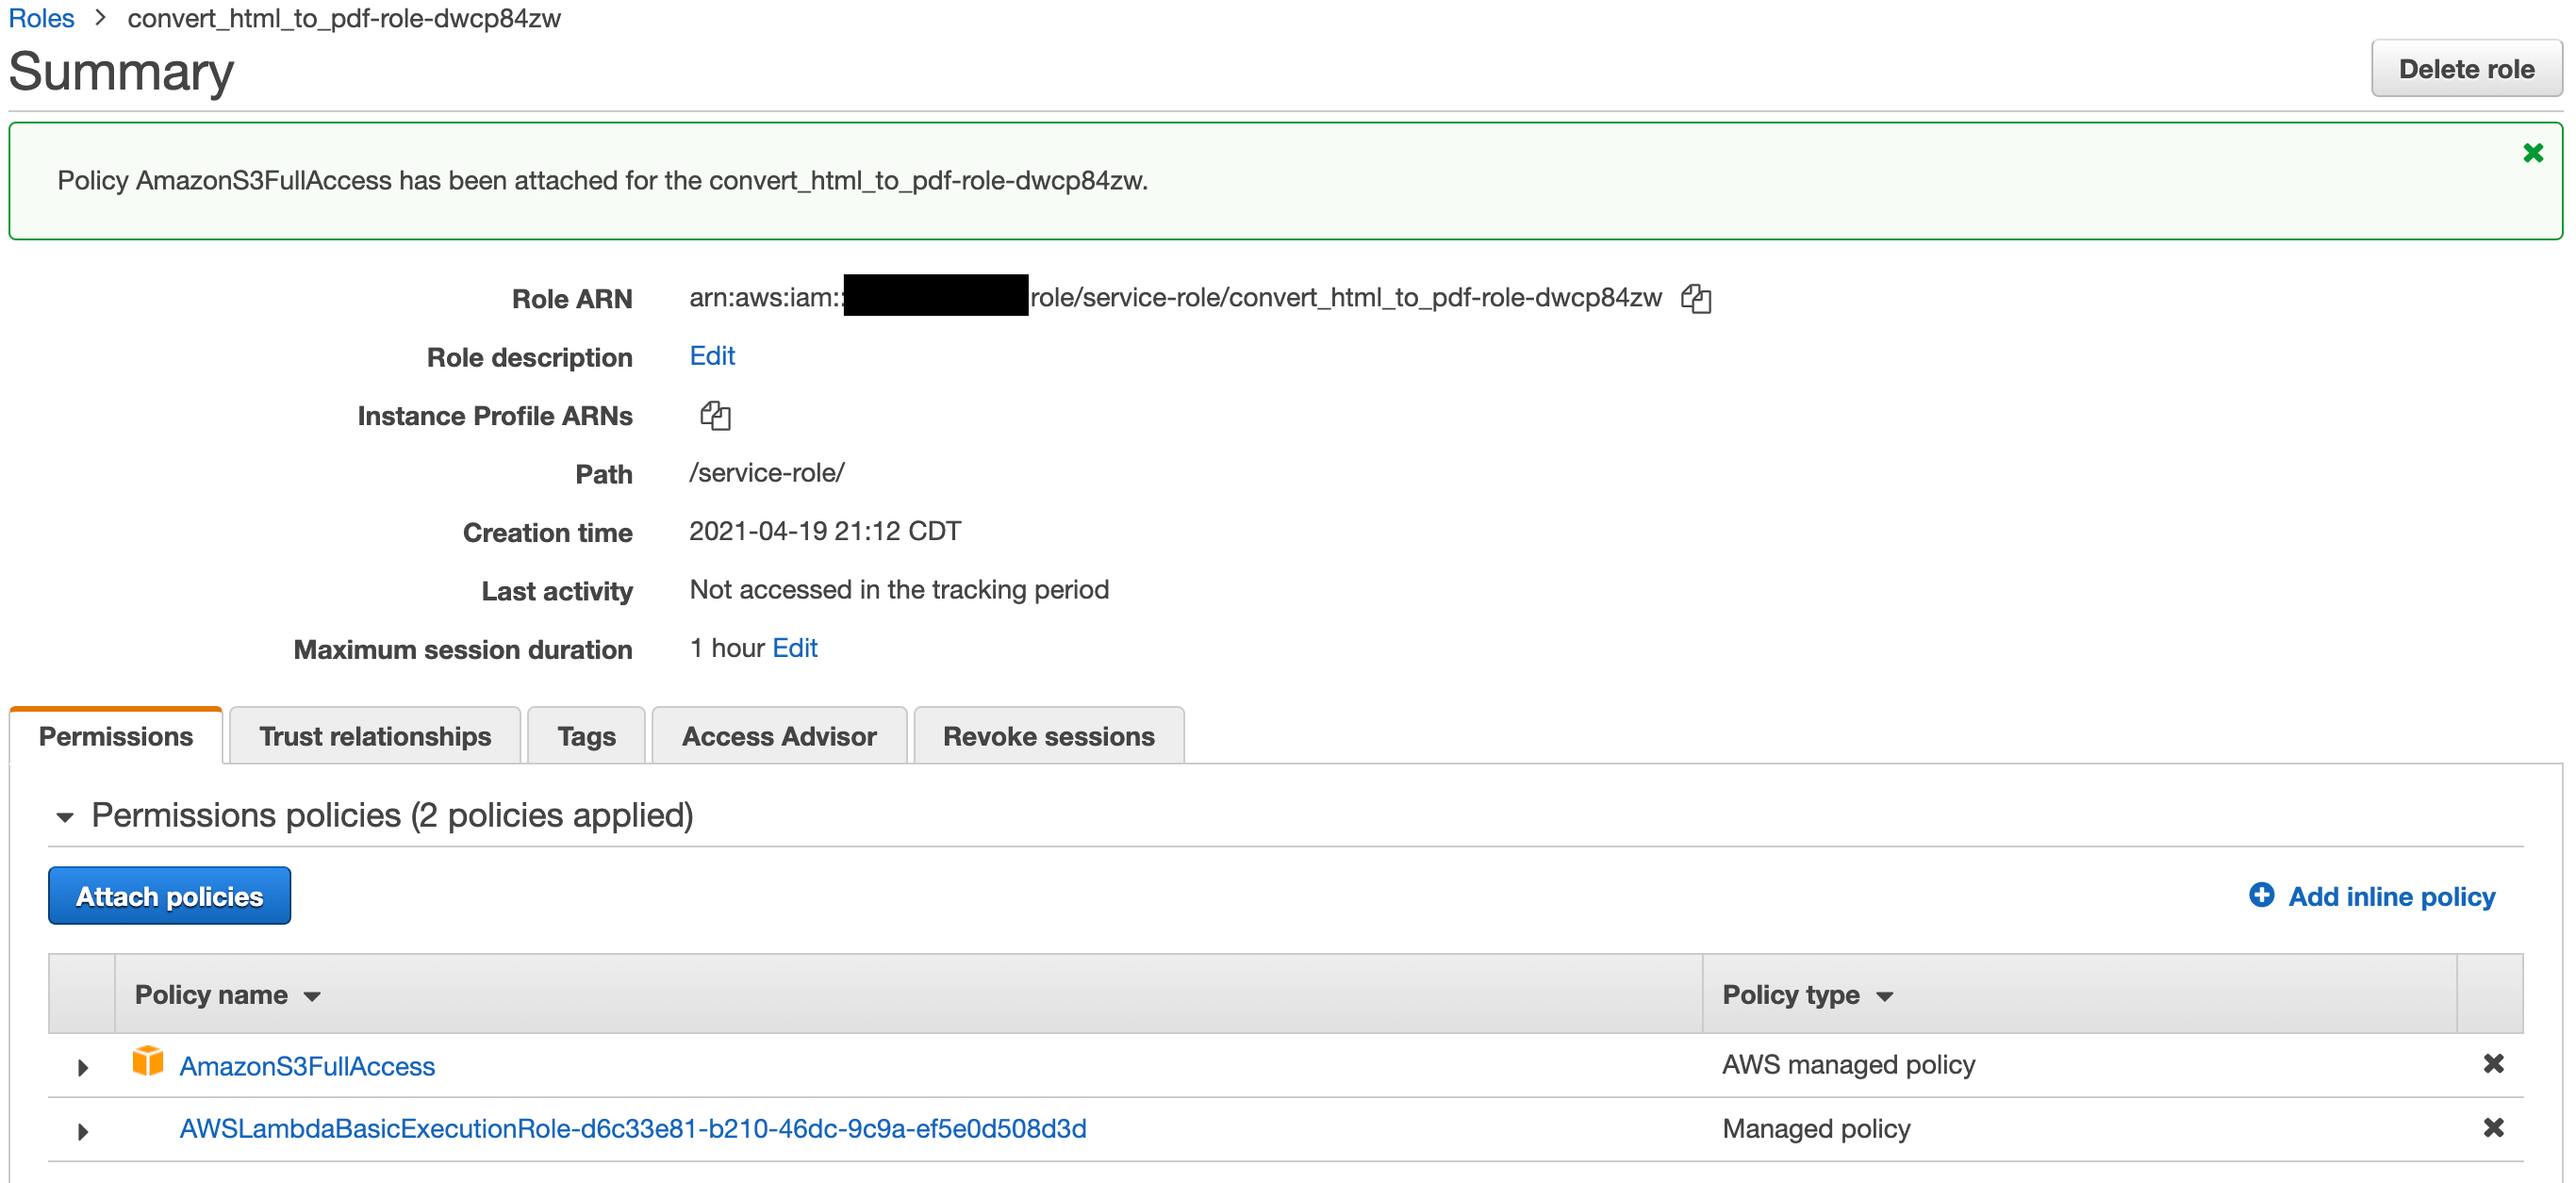 Roles > convert_html_to_pdf-role-dwcp84zw
Summary
Delete role
Policy AmazonS3FullAccess has been attached for the convert_html_to_pdf-role-dwcp84zw.
Role ARN arn:aws:iam:: role/service-role/convert_html_to_pdf-role-dwcp84zw
Role description Edit
Instance Profile ARNs
Path /service-role/
Creation time 2021-04-19 21:12 CDT
Last activity Not accessed in the tracking period
Maximum session duration 1 hour Edit
Permissions Trust relationships Tags Access Advisor Revoke sessions
Permissions policies (2 policies applied)
Attach policies Add inline policy
Policy name Policy type
AmazonS3FullAccess AWS managed policy
AWSLambdaBasicExecutionRole-d6c33e81-b210-46dc-9c9a-ef5e0d508d3d Managed policy